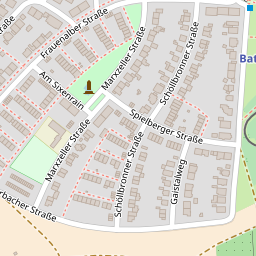 Frauenalber Straße
Bat
Am Sixenrain
Marxzeller Straße
Schöllbronner Straße
Spielberger Straße
Marxzeller Straße
Schöllbronner Straße
Gaistalweg
rbacher Straße